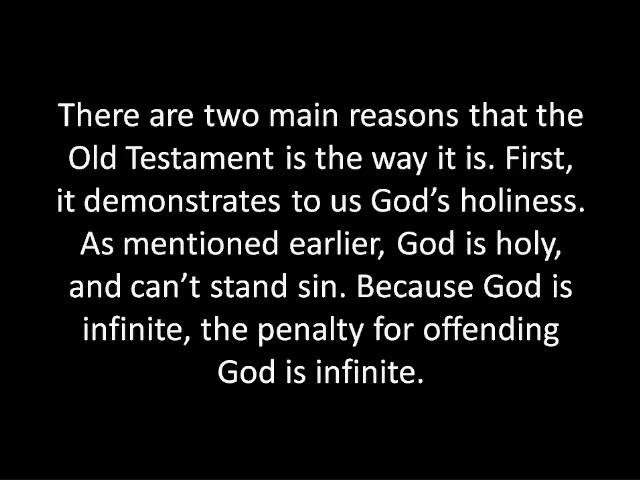 There are two main reasons that the
Old Testament is the way it is. First,
it demonstrates to us God’s holiness.
As mentioned earlier, God is holy,
and can’t stand sin. Because God is
infinite, the penalty for offending
God is infinite.